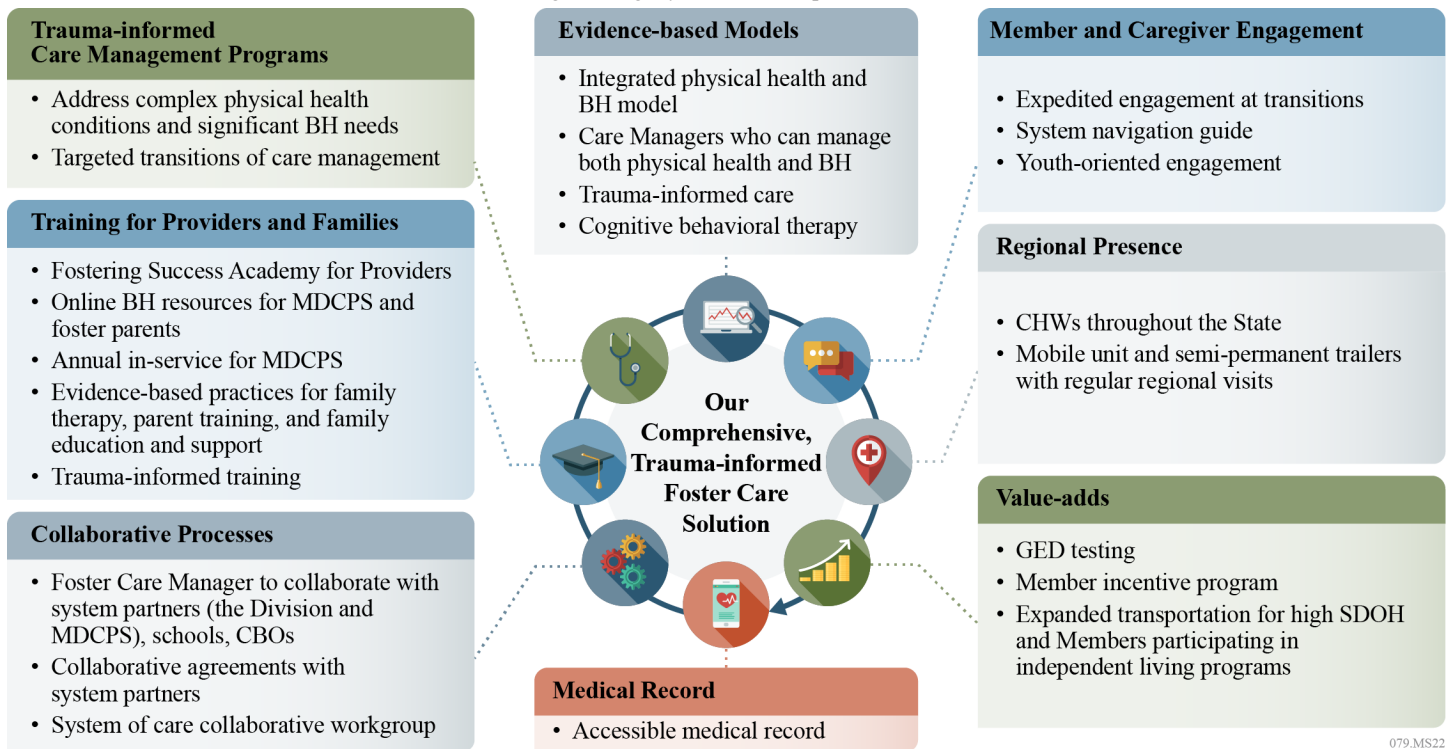 Trauma-informed
Care Management Programs
• Address complex physical health
conditions and significant BH needs
• Targeted transitions of care management
Training for Providers and Families
• Fostering Success Academy for Providers
• Online BH resources for MDCPS and
foster parents
• Annual in-service for MDCPS
• Evidence-based practices for family
therapy, parent training, and family
education and support
• Trauma-informed training
Collaborative Processes
• Foster Care Manager to collaborate with
system partners (the Division and
MDCPS), schools, CBOs
• Collaborative agreements with
system partners
• System of care collaborative workgroup
Evidence-based Models
• Integrated physical health and
BH model
• Care Managers who can manage
both physical health and BH
• Trauma-informed care
• Cognitive behavioral therapy
Our
Comprehensive,
Trauma-informed
Foster Care
Solution
Medical Record
• Accessible medical record
Member and Caregiver Engagement
• Expedited engagement at transitions
• System navigation guide
• Youth-oriented engagement
Regional Presence
• CHWs throughout the State
• Mobile unit and semi-permanent trailers
with regular regional visits
Value-adds
• GED testing
• Member incentive program
• Expanded transportation for high SDOH
and Members participating in
independent living programs
079.MS22